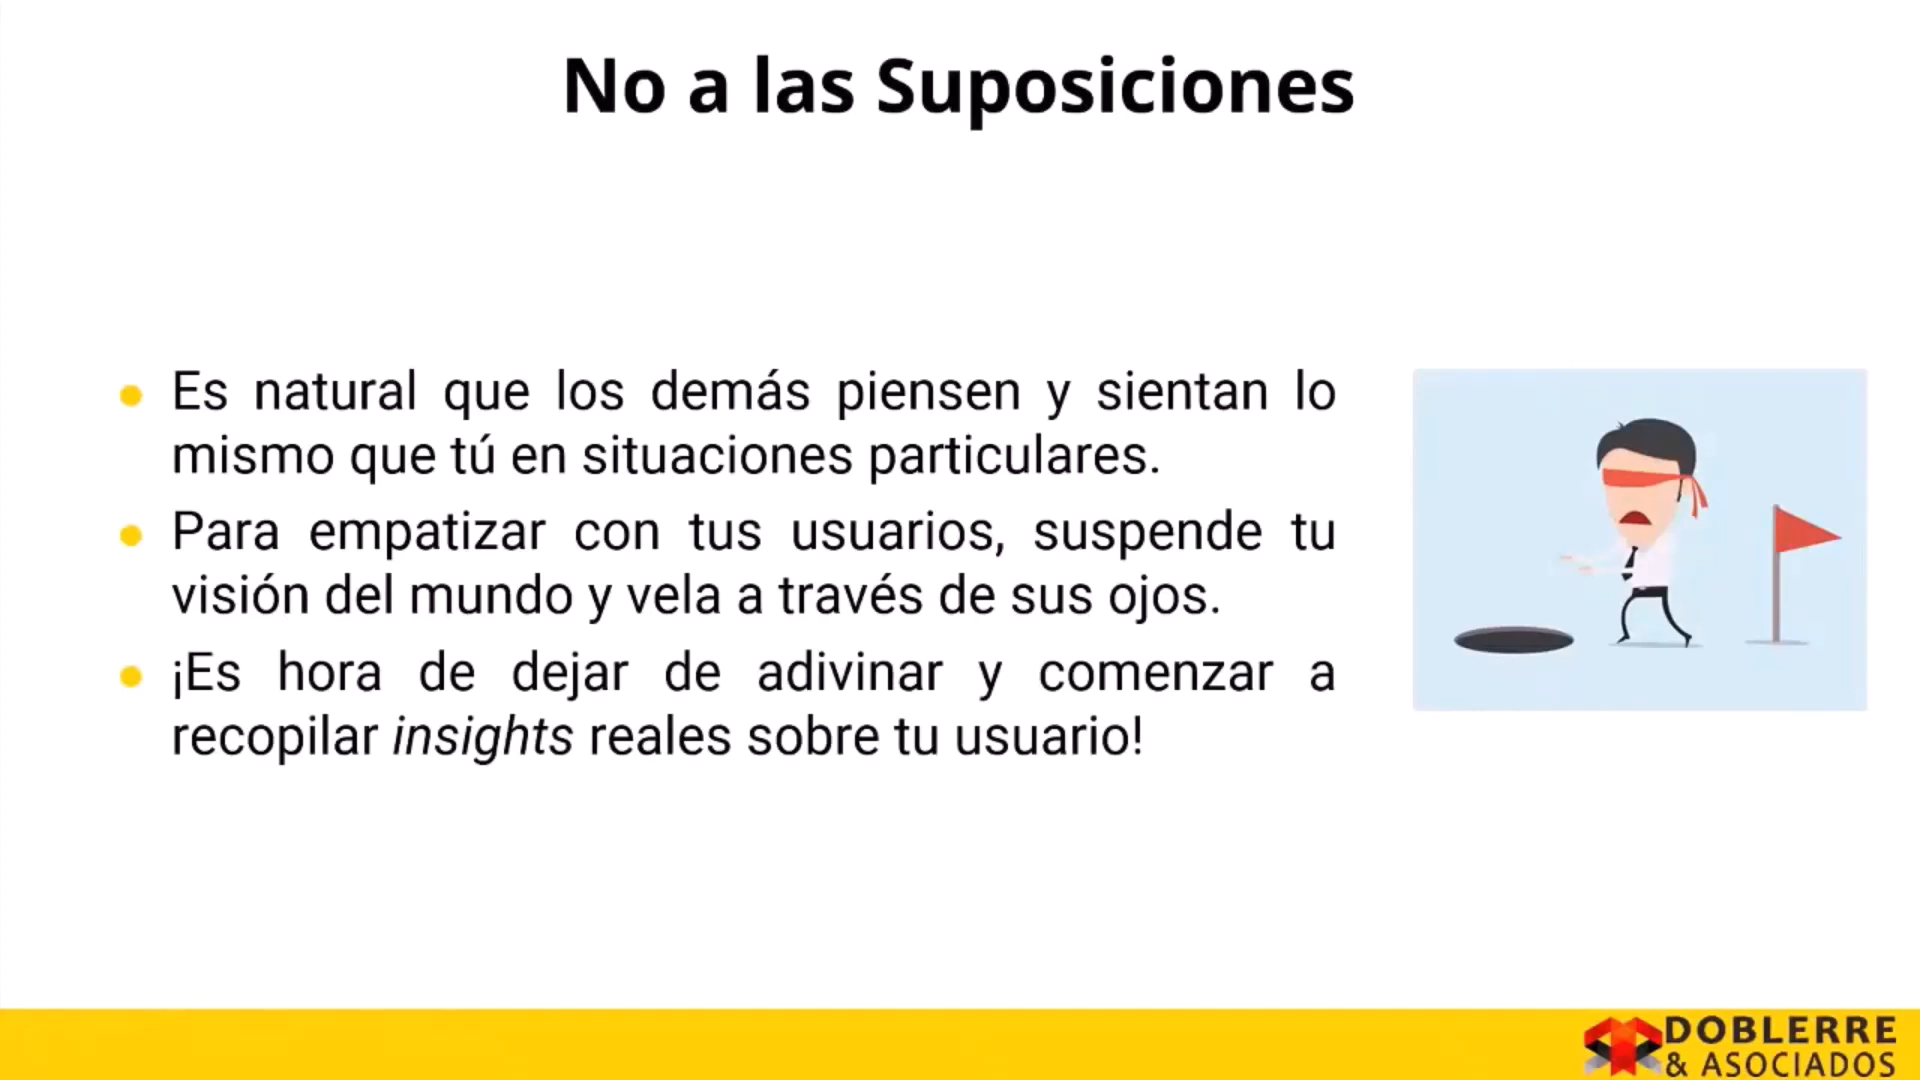 No a las Suposiciones
Es natural que los demás piensen y sientan lo
mismo que tú en situaciones particulares.
Para empatizar con tus usuarios, suspende tu
visión del mundo y vela a través de sus ojos.
¡Es hora de dejar de adivinar y comenzar a
recopilar insights reales sobre tu usuario!
DOBLERRE
& ASOCIADOS